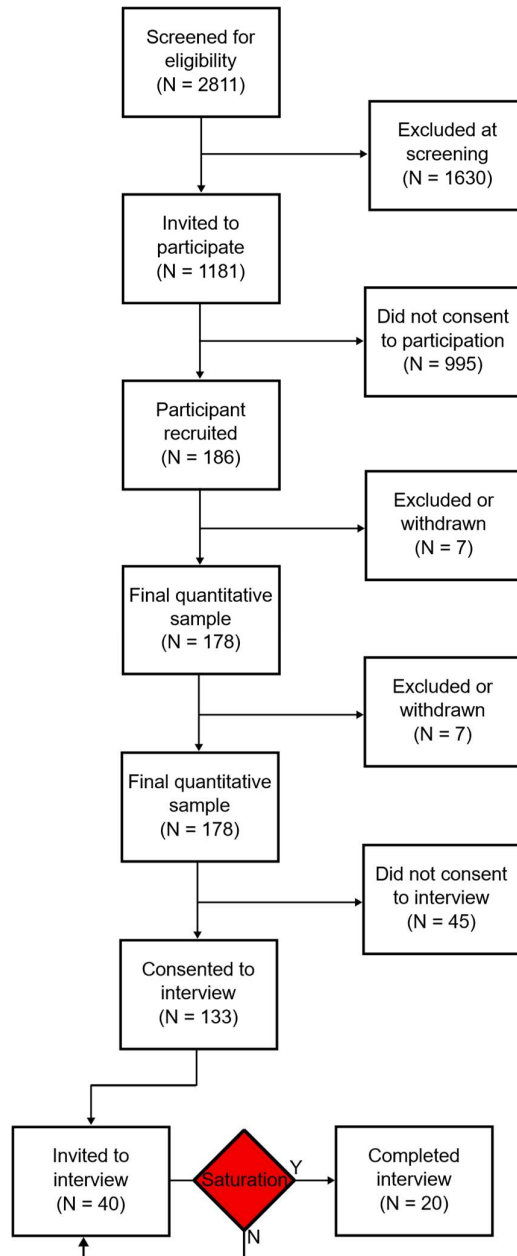 Screened for
eligibility
(N = 2811)
Excluded at
screening
(N = 1630)
Invited to
participate
(N = 1181)
Did not consent
to participation
(N = 995)
Participant
recruited
(N = 186)
Excluded or
withdrawn
(N = 7)
Final quantitative
sample
(N = 178)
Excluded or
withdrawn
(N = 7)
Final quantitative
sample
(N = 178)
Did not consent
to interview
(N = 45)
Consented to
interview
(N = 133)
Invited to
interview
(N = 40)
Saturation
Y
N
Completed
interview
(N = 20)